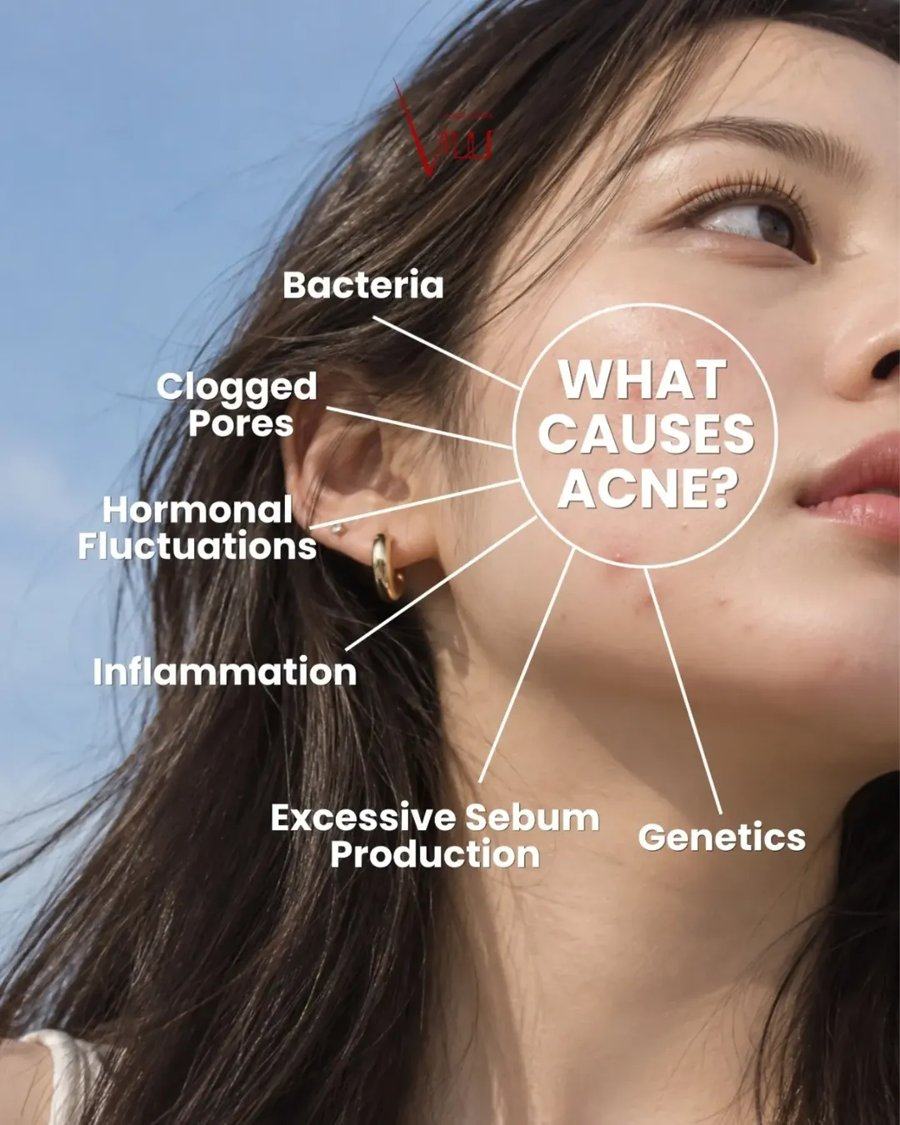 Bacteria
WHAT
CAUSES
ACNE?
Clogged
Pores
Hormonal
Fluctuations
Inflammation
Excessive Sebum
Production
Genetics